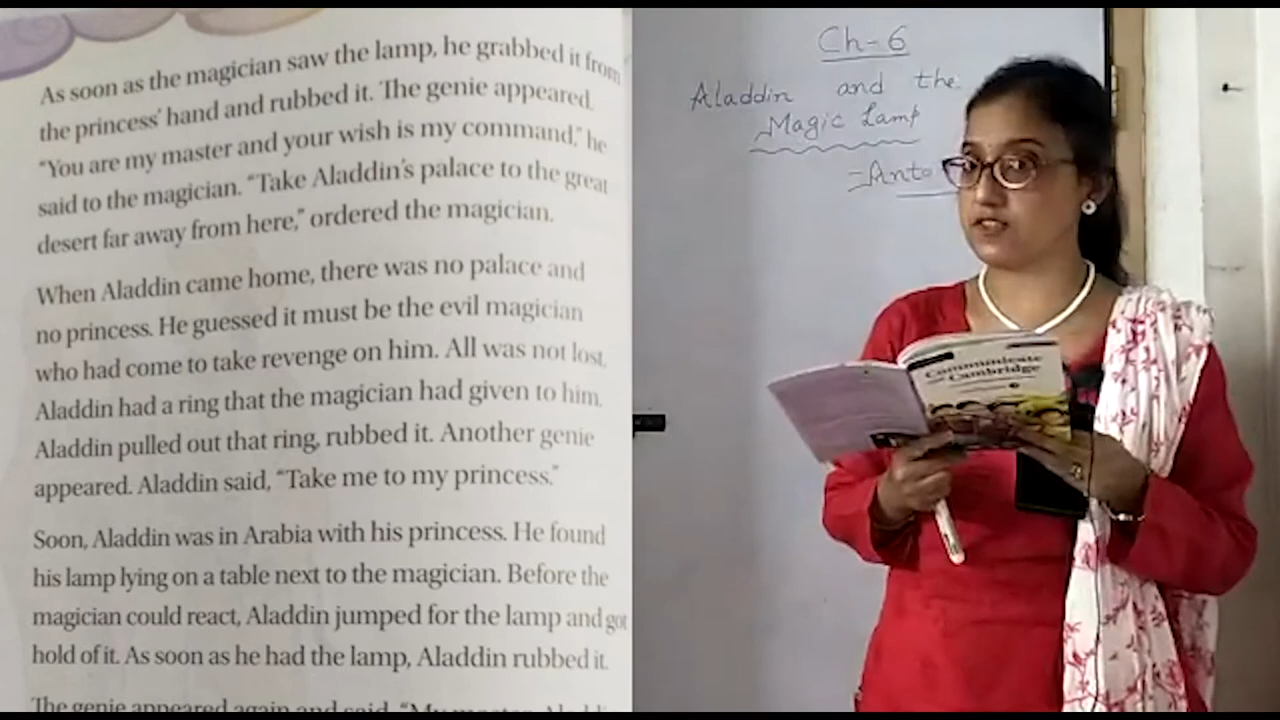 As soon as the magician saw the lamp, he grabbed it from
the princess' hand and rubbed it. The genie appeared.
"You are my master and your wish is my command," he
said to the magician. "Take Aladdin's palace to the great
desert far away from here," ordered the magician.
When Aladdin came home, there was no palace and
no princess. He guessed it must be the evil magician
who had come to take revenge on him. All was not lost.
Aladdin had a ring that the magician had given to him.
Aladdin pulled out that ring, rubbed it. Another genie
appeared. Aladdin said, "Take me to my princess."
Soon, Aladdin was in Arabia with his princess. He found
his lamp lying on a table next to the magician. Before the
magician could react, Aladdin jumped for the lamp and got
hold of it. As soon as he had the lamp, Aladdin rubbed it.
The genie appeared again and said, "My master,
Ch-6
Aladdin and the
Magic Lamp
Communicate
Cambridge